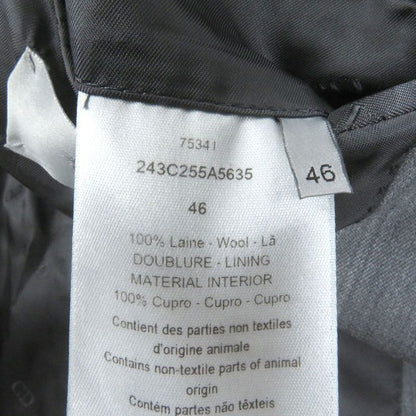 75341
243C255A5635
46
46
100% Laine - Wool - Lã
DOUBLURE - LINING
MATERIAL INTERIOR
100% Cupro - Cupro - Cupro
Contient des parties non textiles
d'origine animale
Contains non-textile parts of animal
origin
Contém partes não têxteis